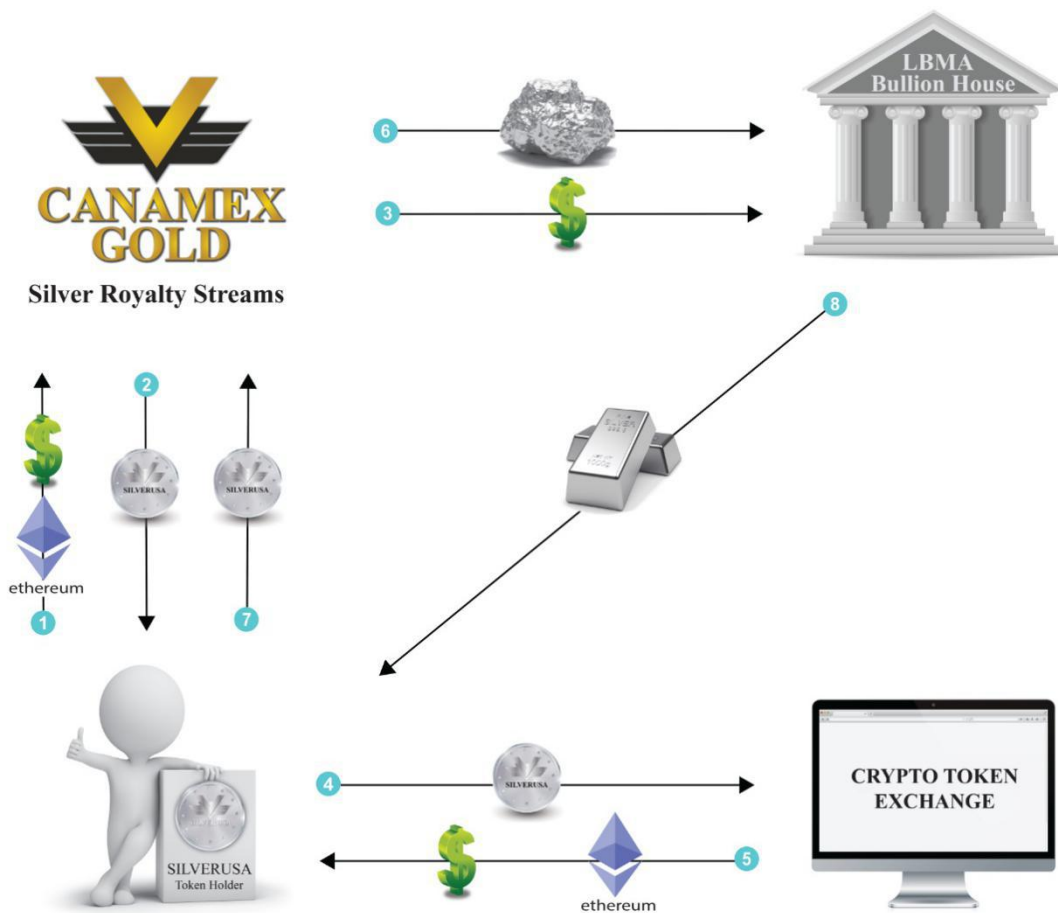 LBMA
Bullion House
CANAMEX
GOLD
Silver Royalty Streams
6
3
8
2
SILVERUSA
SILVERUSA
ethereum
1
7
SILVERUSA
Token Holder
4
SILVERUSA
5
ethereum
CRYPTO TOKEN
EXCHANGE